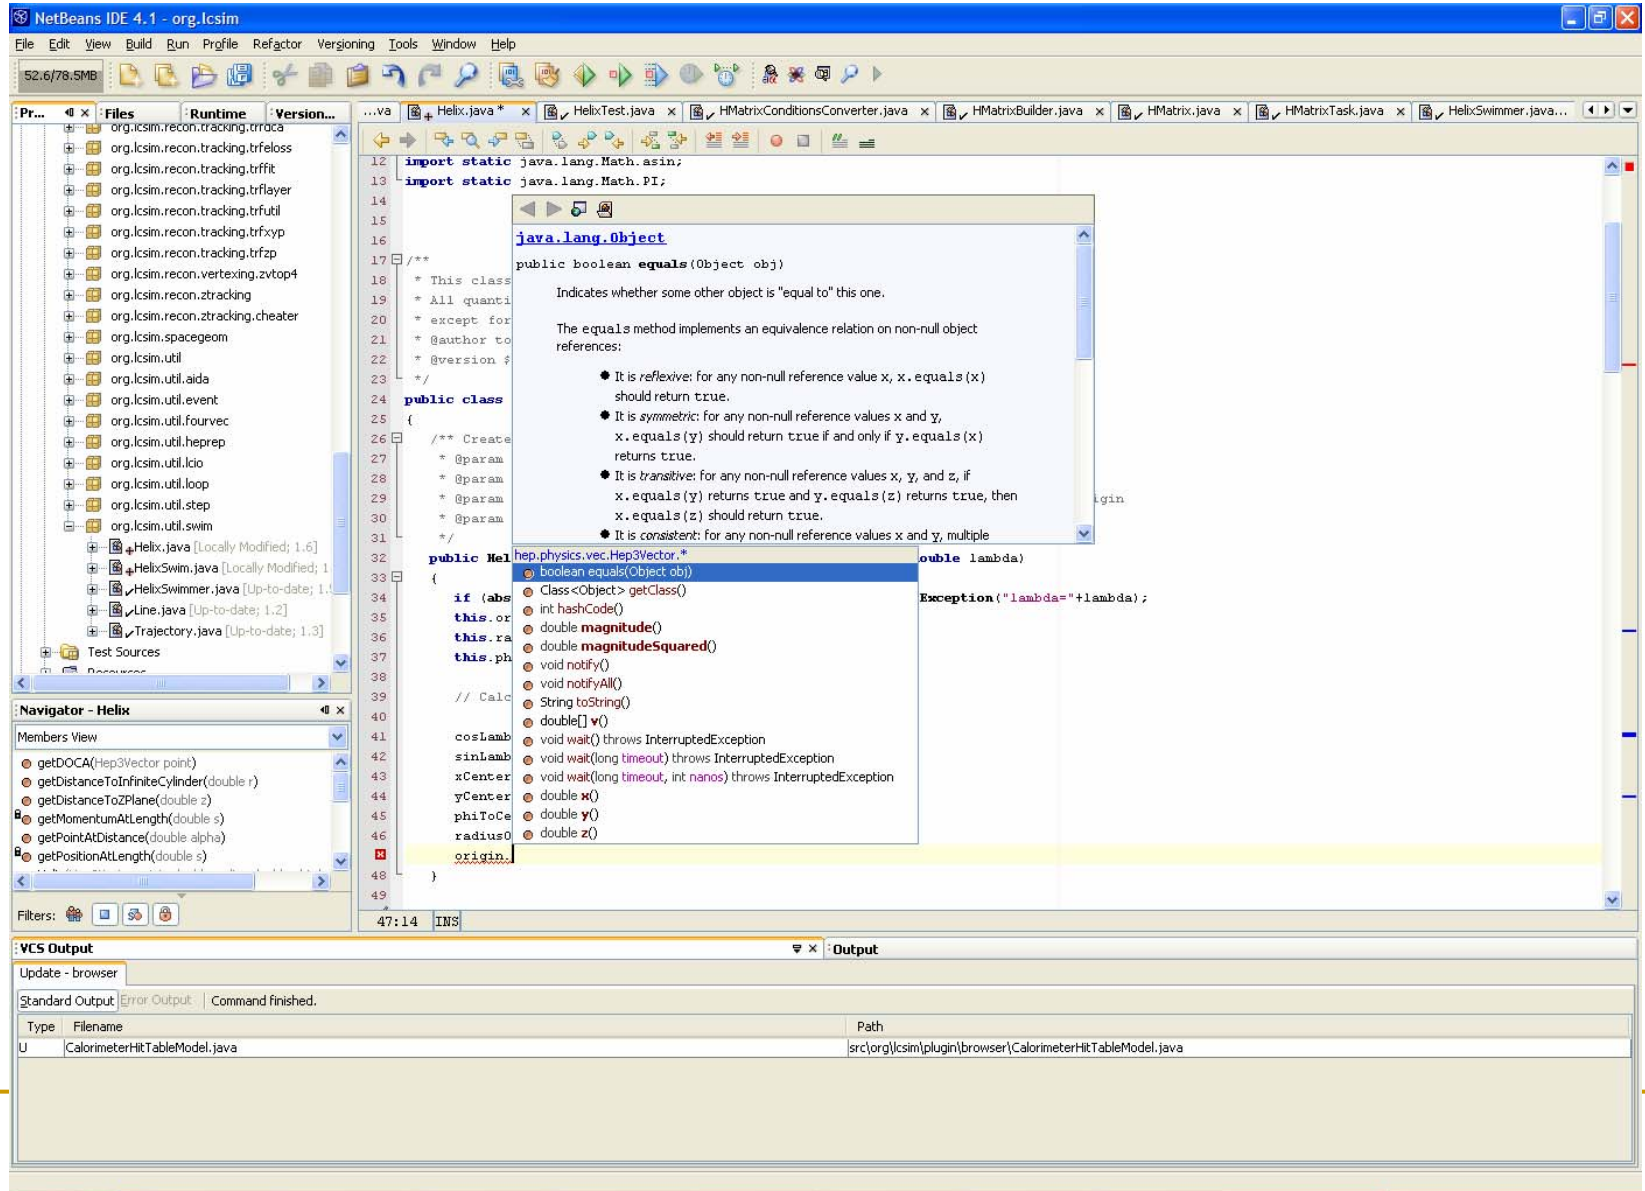 NetBeans IDE 4.1 - org.lcsim
File Edit View Build Run Profile Refactor Versioning Tools Window Help
52.6/78.5MB
Pr... Files Runtime Version...
org.lcsim.recon.tracking.trfdca
org.lcsim.recon.tracking.trfeloss
org.lcsim.recon.tracking.trffit
org.lcsim.recon.tracking.trflayer
org.lcsim.recon.tracking.trfutil
org.lcsim.recon.tracking.trfxyp
org.lcsim.recon.tracking.trfzp
org.lcsim.recon.vertexing.zvtop4
org.lcsim.recon.ztracking
org.lcsim.recon.ztracking.cheater
org.lcsim.spacegeom
org.lcsim.util
org.lcsim.util.aida
org.lcsim.util.event
org.lcsim.util.fourvec
org.lcsim.util.heprep
org.lcsim.util.lcio
org.lcsim.util.loop
org.lcsim.util.step
org.lcsim.util.swim
Helix.java [Locally Modified; 1.6]
HelixSwim.java [Locally Modified; 1
HelixSwimmer.java [Up-to-date; 1.
Line.java [Up-to-date; 1.2]
Trajectory.java [Up-to-date; 1.3]
Test Sources
Resources
Navigator - Helix
Members View
getDOCA(Hep3Vector point)
getDistanceToInfiniteCylinder(double r)
getDistanceToZPlane(double z)
getMomentumAtLength(double s)
getPointAtDistance(double alpha)
getPositionAtLength(double s)
Filters:
...va Helix.java * HelixTest.java HMatrixConditionsConverter.java HMatrixBuilder.java HMatrix.java HMatrixTask.java HelixSwimmer.java...
12 import static java.lang.Math.asin;
13 import static java.lang.Math.PI;
14
15
16
17 /**
18 * This class
19 * All quanti
20 * except for
21 * @author to
22 * @version $
23 */
24 public class
25 {
26 /** Create
27 * @param
28 * @param
29 * @param igin
30 * @param
31 */
32 public Hel ouble lambda)
33 {
34 if (abs Exception("lambda="+lambda);
35 this.or
36 this.ra
37 this.ph
38
39 // Calc
40
41 cosLamb
42 sinLamb
43 xCenter
44 yCenter
45 phiToCe
46 radiusO
origin.
48 }
49
47:14 INS
java.lang.Object
public boolean equals(Object obj)
Indicates whether some other object is "equal to" this one.
The equals method implements an equivalence relation on non-null object
references:
● It is reflexive: for any non-null reference value x, x.equals(x)
should return true.
● It is symmetric: for any non-null reference values x and y,
x.equals(y) should return true if and only if y.equals(x)
returns true.
● It is transitive: for any non-null reference values x, y, and z, if
x.equals(y) returns true and y.equals(z) returns true, then
x.equals(z) should return true.
● It is consistent: for any non-null reference values x and y, multiple
hep.physics.vec.Hep3Vector.*
boolean equals(Object obj)
Class<Object> getClass()
int hashCode()
double magnitude()
double magnitudeSquared()
void notify()
void notifyAll()
String toString()
double[] v()
void wait() throws InterruptedException
void wait(long timeout) throws InterruptedException
void wait(long timeout, int nanos) throws InterruptedException
double x()
double y()
double z()
VCS Output
Output
Update - browser
Standard Output Error Output Command finished.
Type Filename Path
U CalorimeterHitTableModel.java src\org\lcsim\plugin\browser\CalorimeterHitTableModel.java